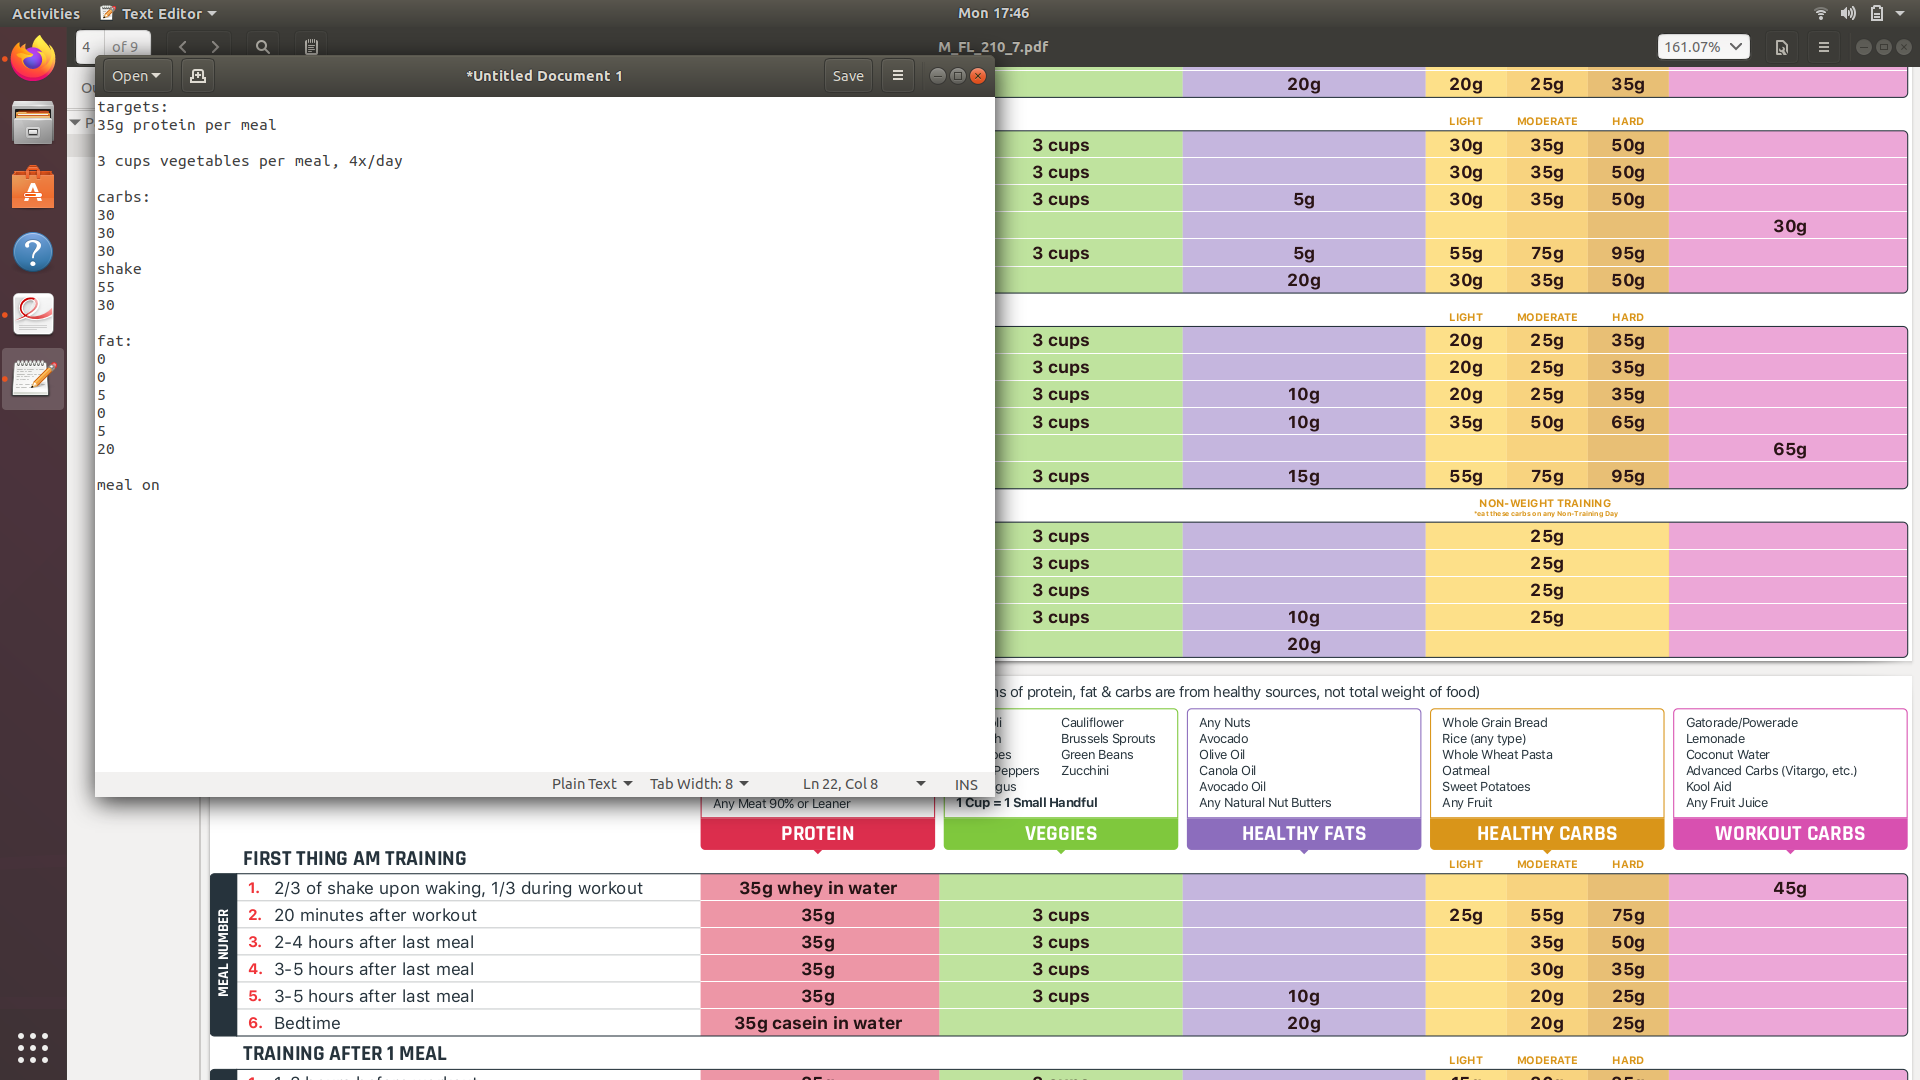 Activities Text Editor Mon 17:46
4 of 9 M_FL_210_7.pdf 161.07%
Open *Untitled Document 1 Save
targets:
35g protein per meal
3 cups vegetables per meal, 4x/day
carbs:
30
30
30
shake
55
30
fat:
0
0
5
0
5
20
meal on
Plain Text Tab Width: 8 Ln 22, Col 8 INS
20g 20g 25g 35g
LIGHT MODERATE HARD
3 cups 30g 35g 50g
3 cups 30g 35g 50g
3 cups 5g 30g 35g 50g
30g
3 cups 5g 55g 75g 95g
20g 30g 35g 50g
LIGHT MODERATE HARD
3 cups 20g 25g 35g
3 cups 20g 25g 35g
3 cups 10g 20g 25g 35g
3 cups 10g 35g 50g 65g
65g
3 cups 15g 55g 75g 95g
NON-WEIGHT TRAINING
*eat these carbs on any Non-Training Day
3 cups 25g
3 cups 25g
3 cups 25g
3 cups 10g 25g
20g
of protein, fat & carbs are from healthy sources, not total weight of food)
Any Meat 90% or Leaner
PROTEIN
Cauliflower
Brussels Sprouts
Green Beans
Peppers Zucchini
1 Cup = 1 Small Handful
VEGGIES
Any Nuts
Avocado
Olive Oil
Canola Oil
Avocado Oil
Any Natural Nut Butters
HEALTHY FATS
Whole Grain Bread
Rice (any type)
Whole Wheat Pasta
Oatmeal
Sweet Potatoes
Any Fruit
HEALTHY CARBS
Gatorade/Powerade
Lemonade
Coconut Water
Advanced Carbs (Vitargo, etc.)
Kool Aid
Any Fruit Juice
WORKOUT CARBS
FIRST THING AM TRAINING LIGHT MODERATE HARD
MEAL NUMBER
1. 2/3 of shake upon waking, 1/3 during workout 35g whey in water 45g
2. 20 minutes after workout 35g 3 cups 25g 55g 75g
3. 2-4 hours after last meal 35g 3 cups 35g 50g
4. 3-5 hours after last meal 35g 3 cups 30g 35g
5. 3-5 hours after last meal 35g 3 cups 10g 20g 25g
6. Bedtime 35g casein in water 20g 20g 25g
TRAINING AFTER 1 MEAL LIGHT MODERATE HARD